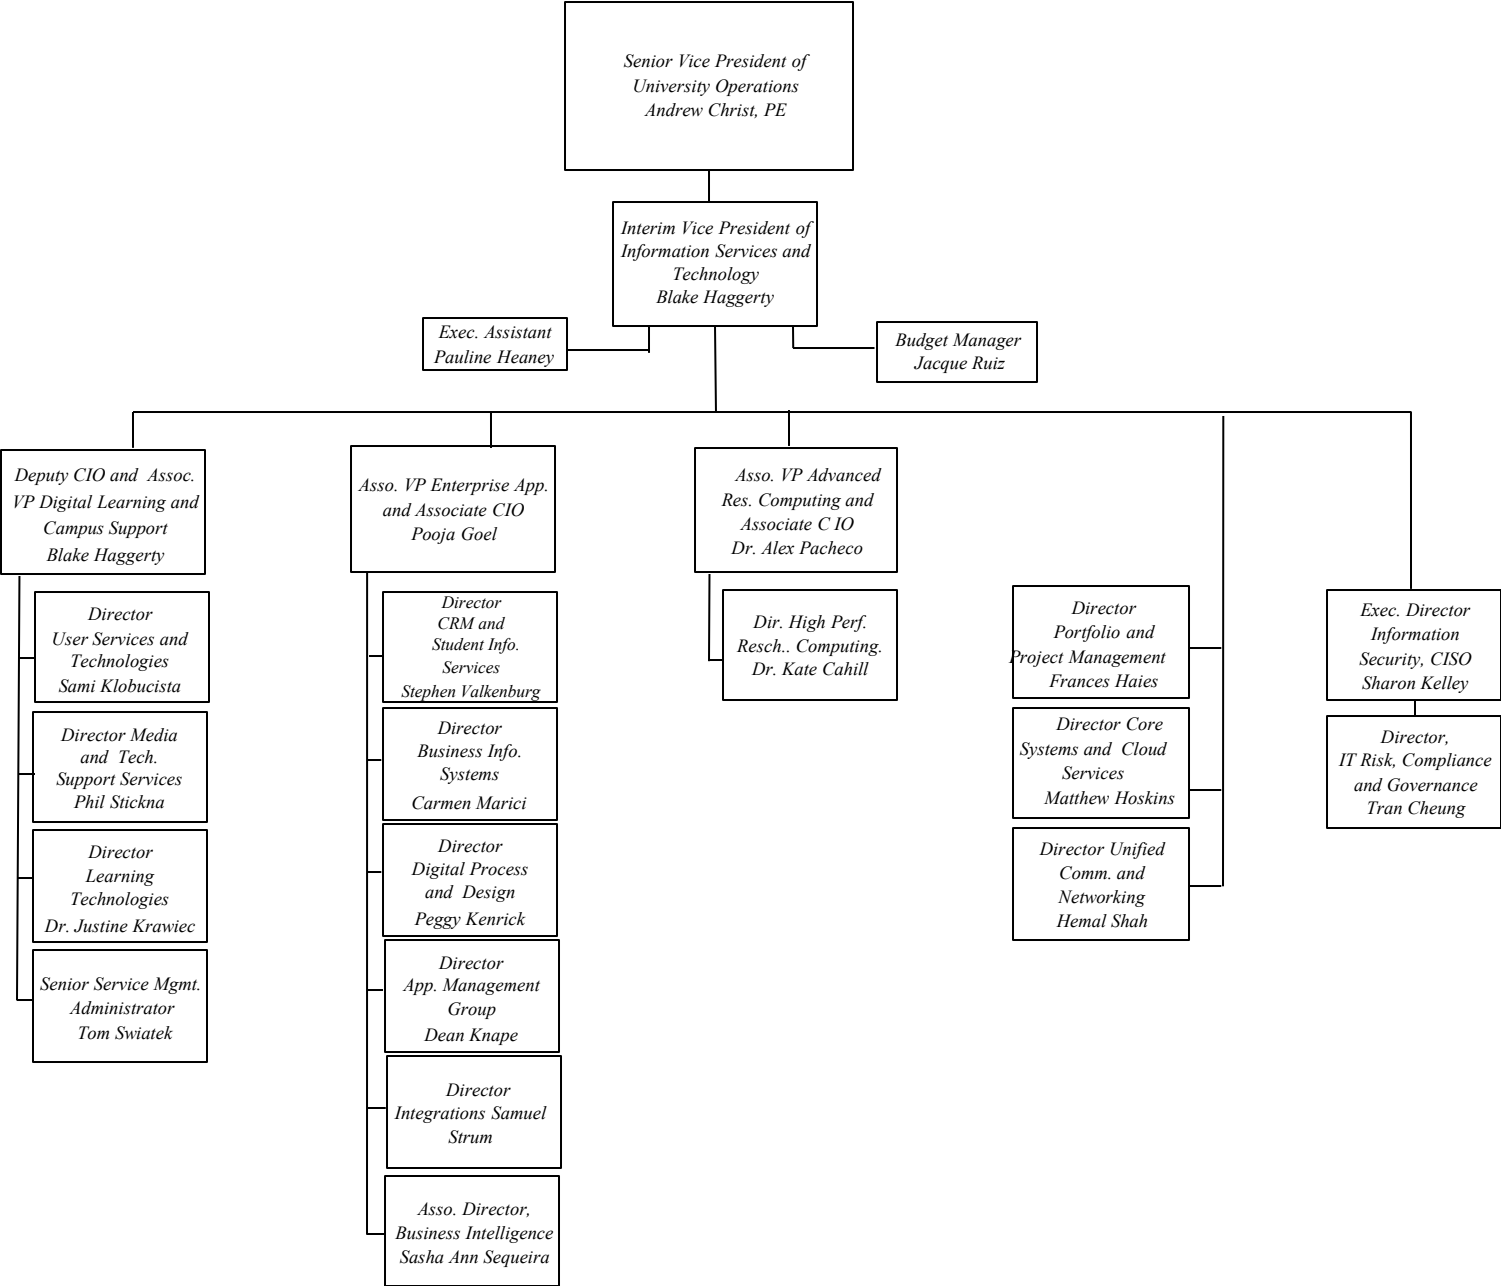 Senior Vice President of
University Operations
Andrew Christ, PE
Interim Vice President of
Information Services and
Technology
Blake Haggerty
Exec. Assistant
Pauline Heaney
Budget Manager
Jacque Ruiz
Deputy CIO and Assoc.
VP Digital Learning and
Campus Support
Blake Haggerty
Director
User Services and
Technologies
Sami Klobucista
Director Media
and Tech.
Support Services
Phil Stickna
Director
Learning
Technologies
Dr. Justine Krawiec
Senior Service Mgmt.
Administrator
Tom Swiatek
Asso. VP Enterprise App.
and Associate CIO
Pooja Goel
Director
CRM and
Student Info.
Services
Stephen Valkenburg
Director
Business Info.
Systems
Carmen Marici
Director
Digital Process
and Design
Peggy Kenrick
Director
App. Management
Group
Dean Knape
Director
Integrations Samuel
Strum
Asso. Director,
Business Intelligence
Sasha Ann Sequeira
Asso. VP Advanced
Res. Computing and
Associate C IO
Dr. Alex Pacheco
Dir. High Perf.
Resch.. Computing.
Dr. Kate Cahill
Director
Portfolio and
Project Management
Frances Haies
Director Core
Systems and Cloud
Services
Matthew Hoskins
Director Unified
Comm. and
Networking
Hemal Shah
Exec. Director
Information
Security, CISO
Sharon Kelley
Director,
IT Risk, Compliance
and Governance
Tran Cheung